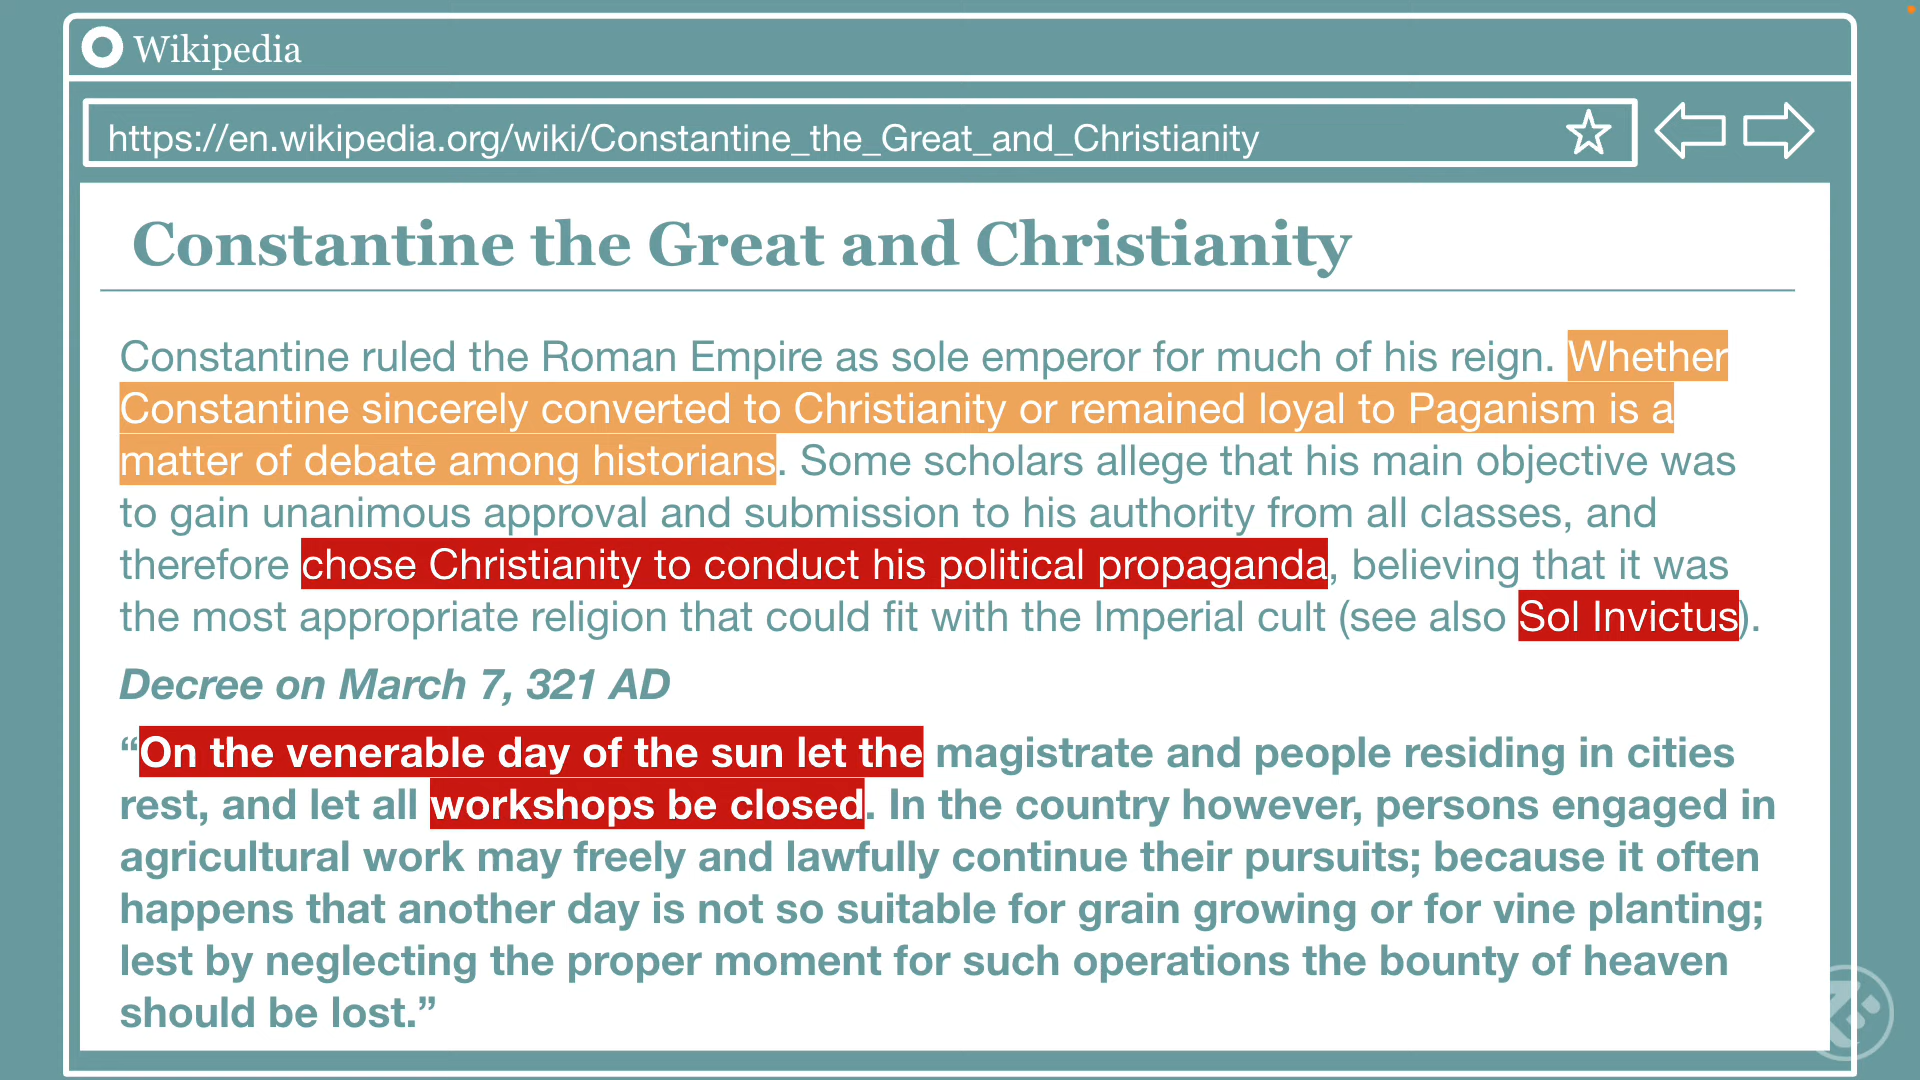 Wikipedia
https://en.wikipedia.org/wiki/Constantine_the_Great_and_Christianity
Constantine the Great and Christianity
Constantine ruled the Roman Empire as sole emperor for much of his reign. Whether
Constantine sincerely converted to Christianity or remained loyal to Paganism is a
matter of debate among historians. Some scholars allege that his main objective was
to gain unanimous approval and submission to his authority from all classes, and
therefore chose Christianity to conduct his political propaganda, believing that it was
the most appropriate religion that could fit with the Imperial cult (see also Sol Invictus).
Decree on March 7, 321 AD
“On the venerable day of the sun let the magistrate and people residing in cities
rest, and let all workshops be closed. In the country however, persons engaged in
agricultural work may freely and lawfully continue their pursuits; because it often
happens that another day is not so suitable for grain growing or for vine planting;
lest by neglecting the proper moment for such operations the bounty of heaven
should be lost.”